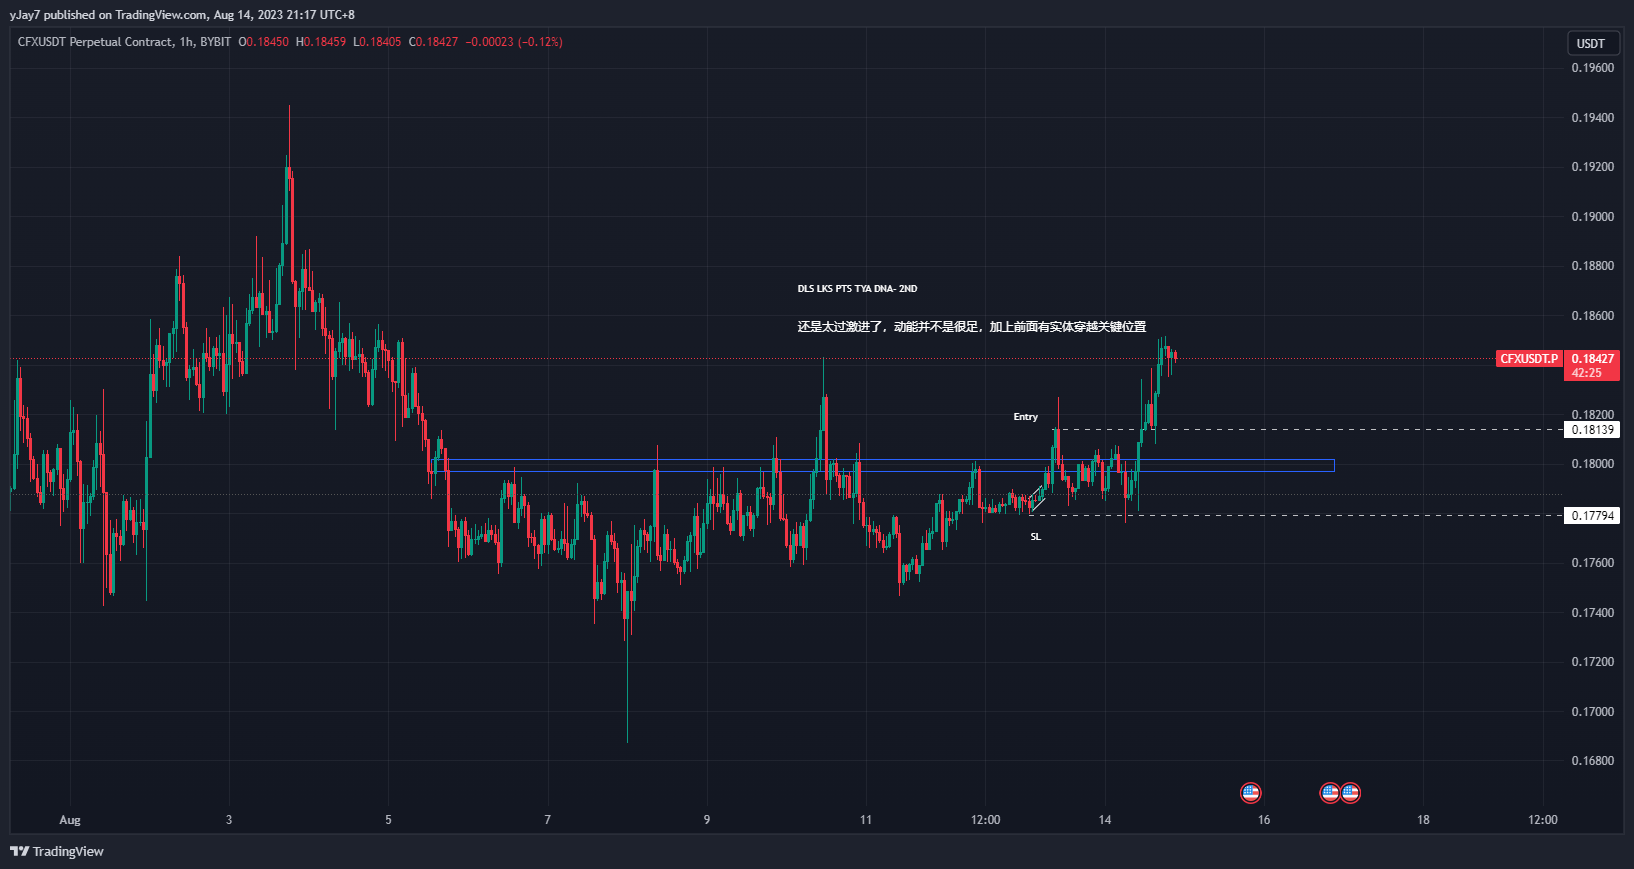 yJay7 published on TradingView.com, Aug 14, 2023 21:17 UTC+8
CFXUSDT Perpetual Contract, 1h, BYBIT O0.18450 H0.18459 L0.18405 C0.18427 −0.00023 (−0.12%)
USDT
0.19600
0.19400
0.19200
0.19000
0.18800
DLS LKS PTS TYA DNA- 2ND
0.18600
还是太过激进了，动能并不是很足，加上前面有实体穿越关键位置
CFXUSDT.P 0.18427
42:25
Entry
0.18200
0.18139
0.18000
0.17794
SL
0.17600
0.17400
0.17200
0.17000
0.16800
Aug 3 5 7 9 11 12:00 14 16 18 12:00
TradingView